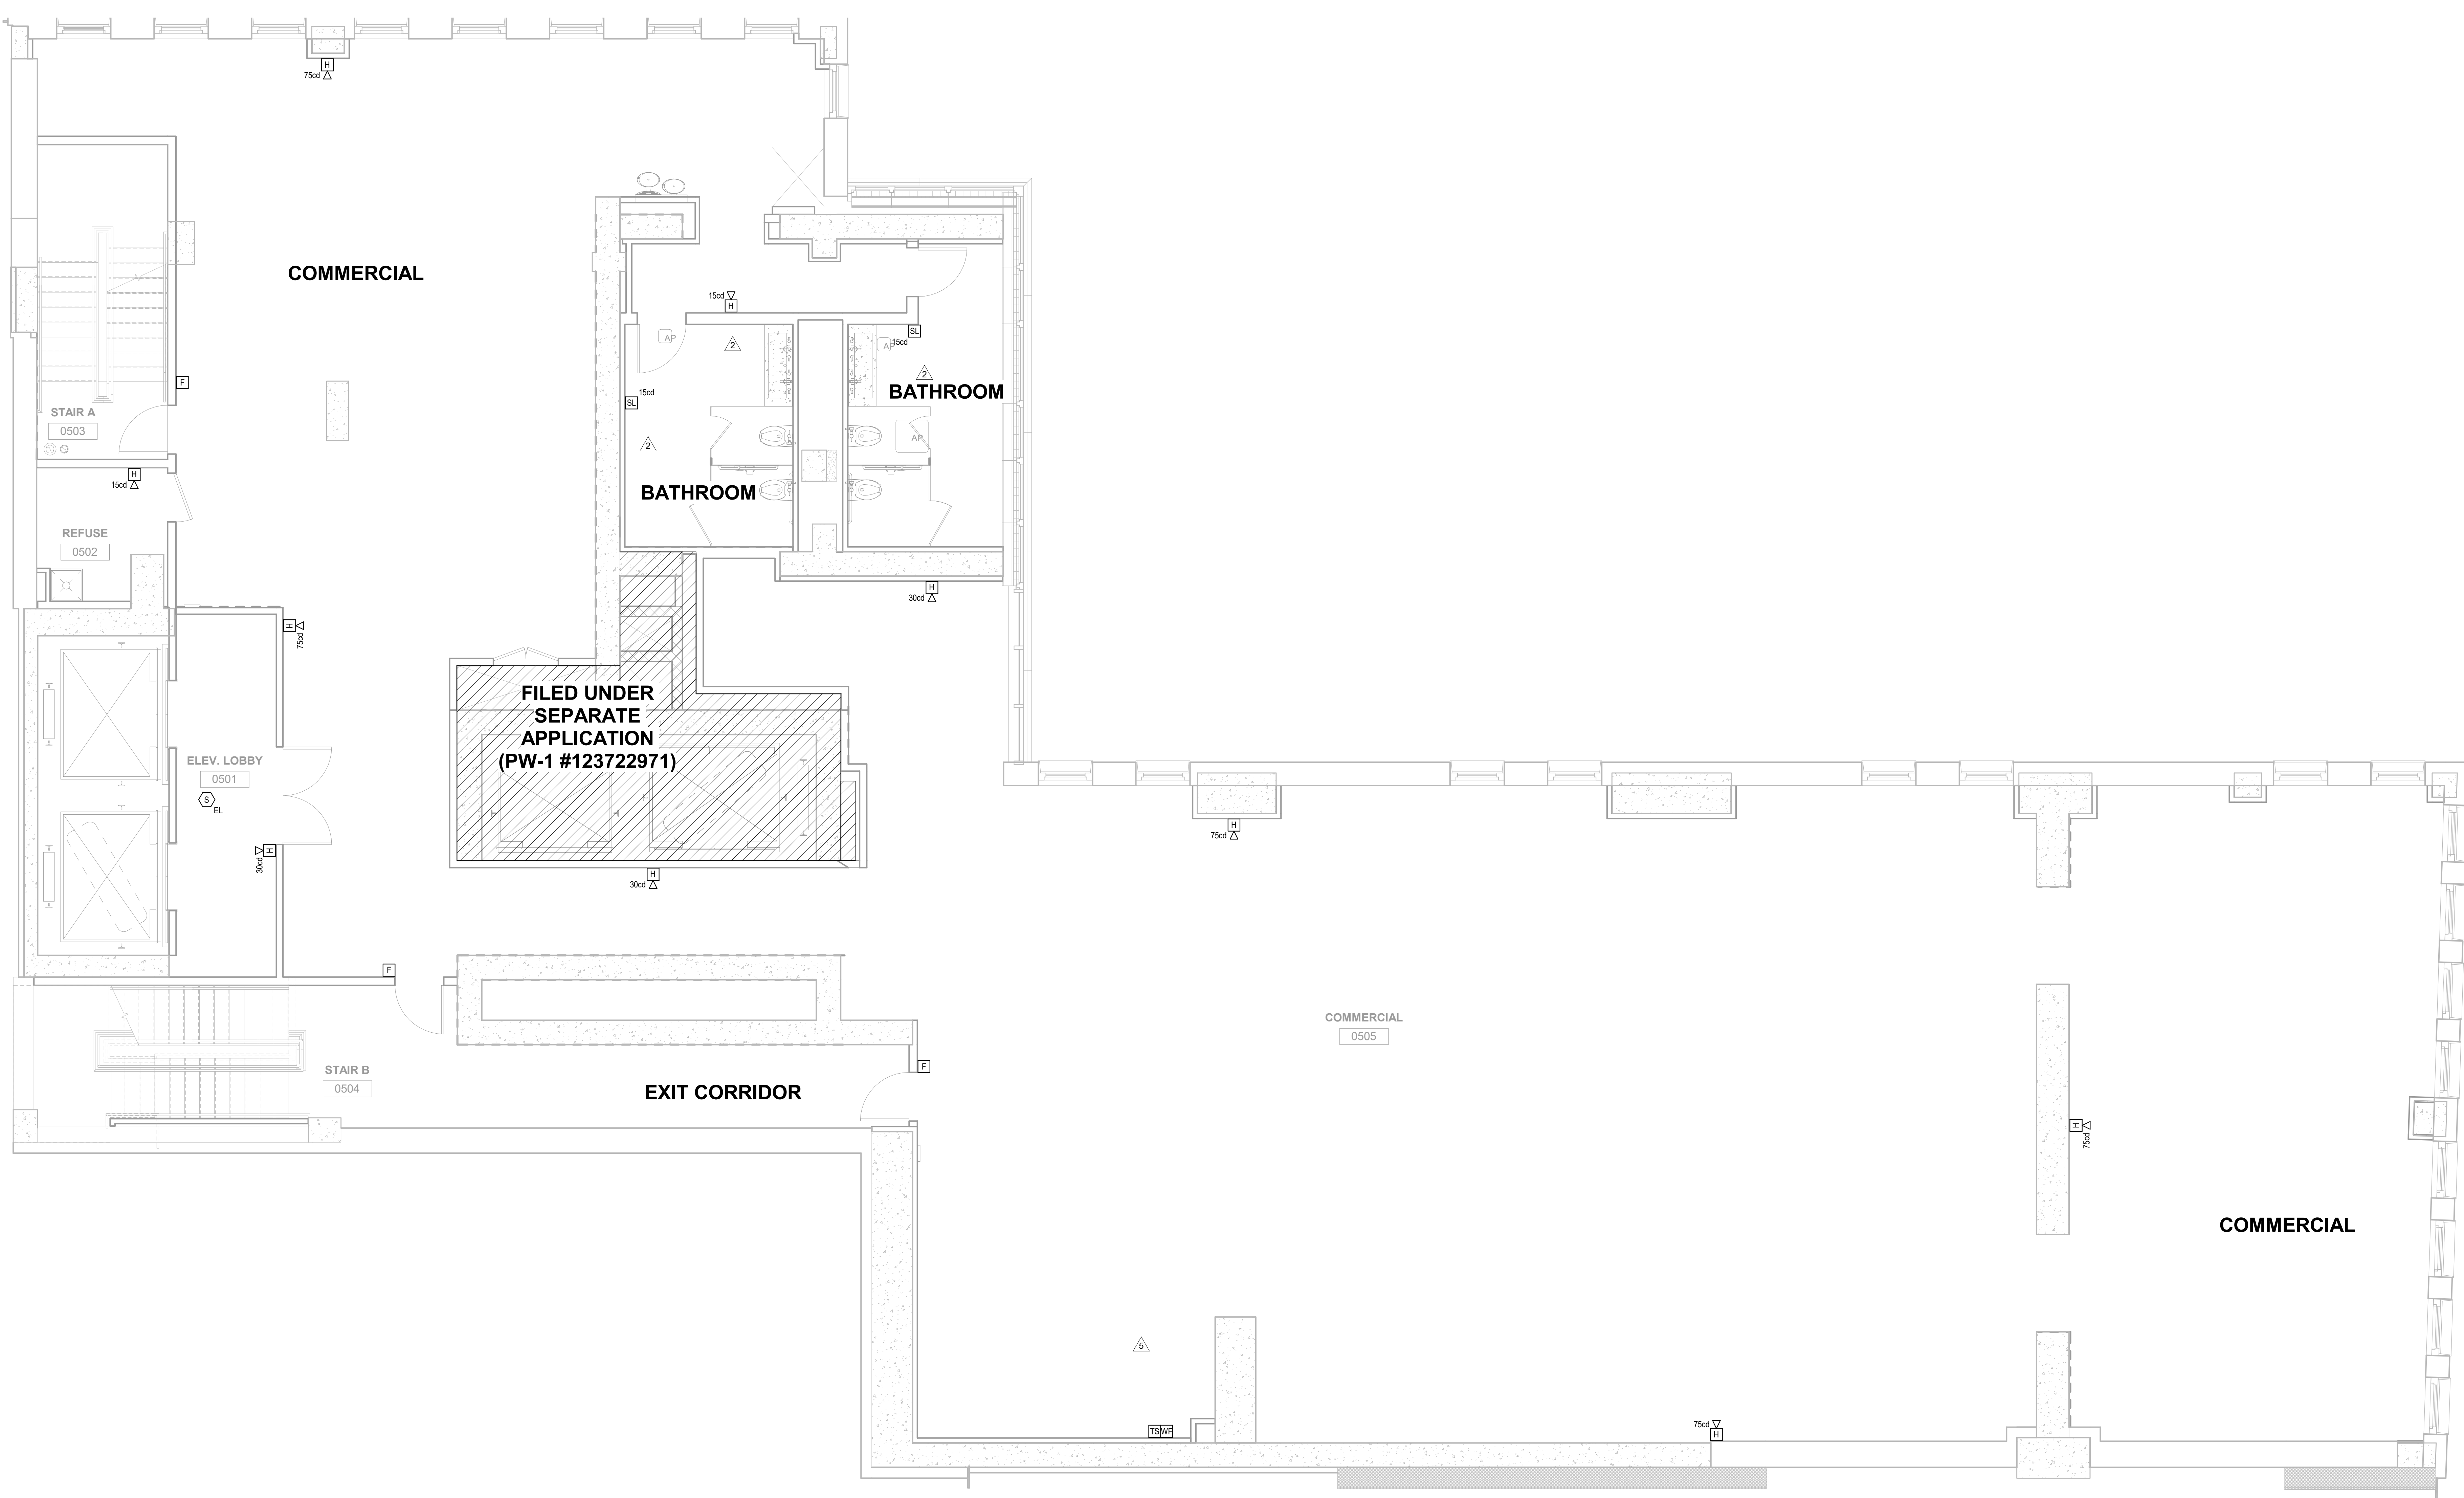 H
75cd
COMMERCIAL
15cd
H
AP
2
SL
15cd
AP
2
BATHROOM
F
15cd
SL
STAIR A
0503
2
AP
H
15cd
BATHROOM
REFUSE
0502
H
30cd
H
75cd
FILED UNDER
SEPARATE
APPLICATION
(PW-1 #123722971)
ELEV. LOBBY
0501
S
EL
H
75cd
H
30cd
H
30cd
F
COMMERCIAL
0505
F
STAIR B
0504
EXIT CORRIDOR
H
75cd
COMMERCIAL
5
75cd
H
TS WF